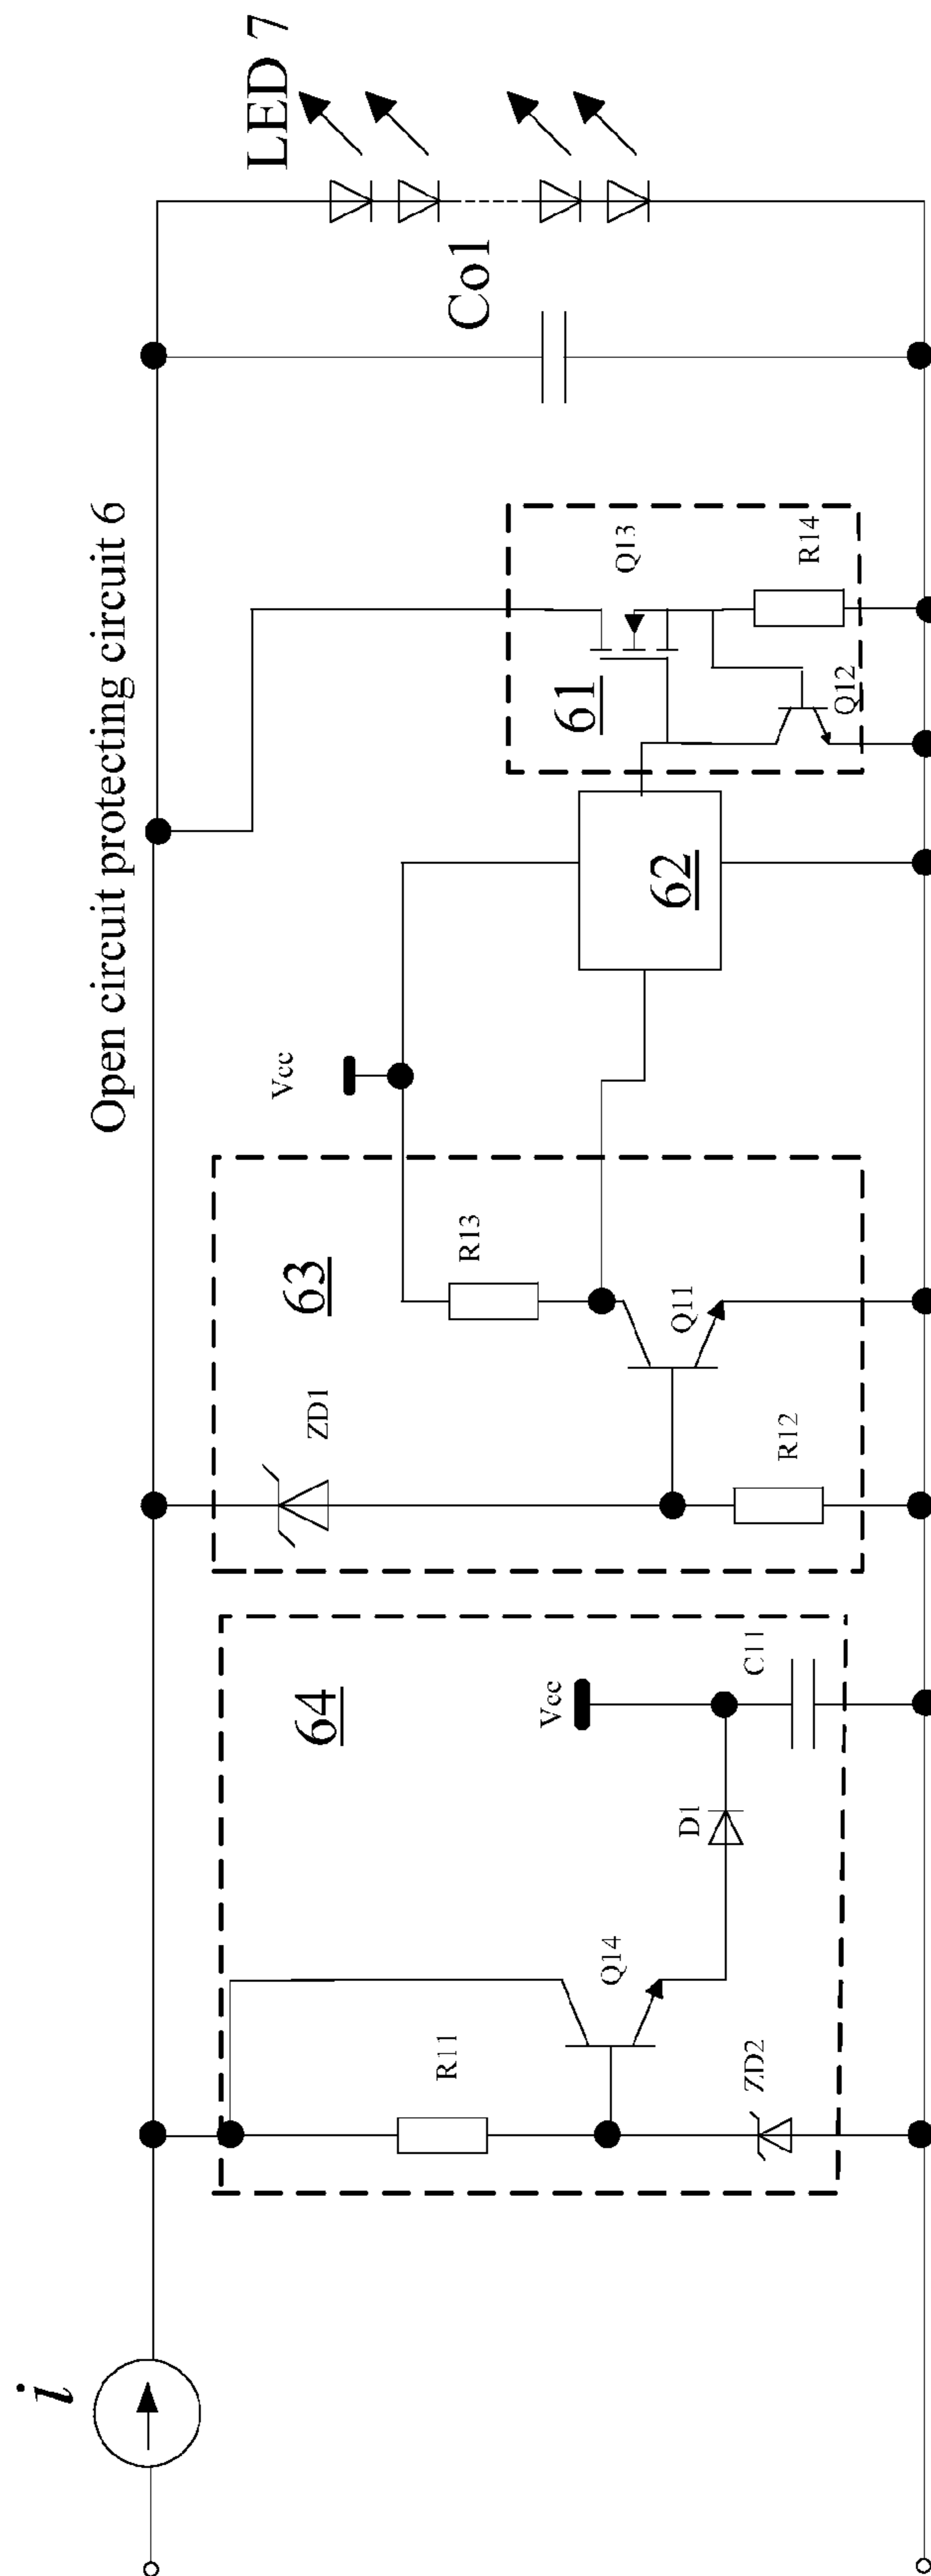 Open circuit protecting circuit 6
i
64
R11
Q14
ZD2
D1
Vcc
C11
63
ZD1
R12
R13
Q11
Vcc
62
61
Q13
Q12
R14
Co1
LED 7